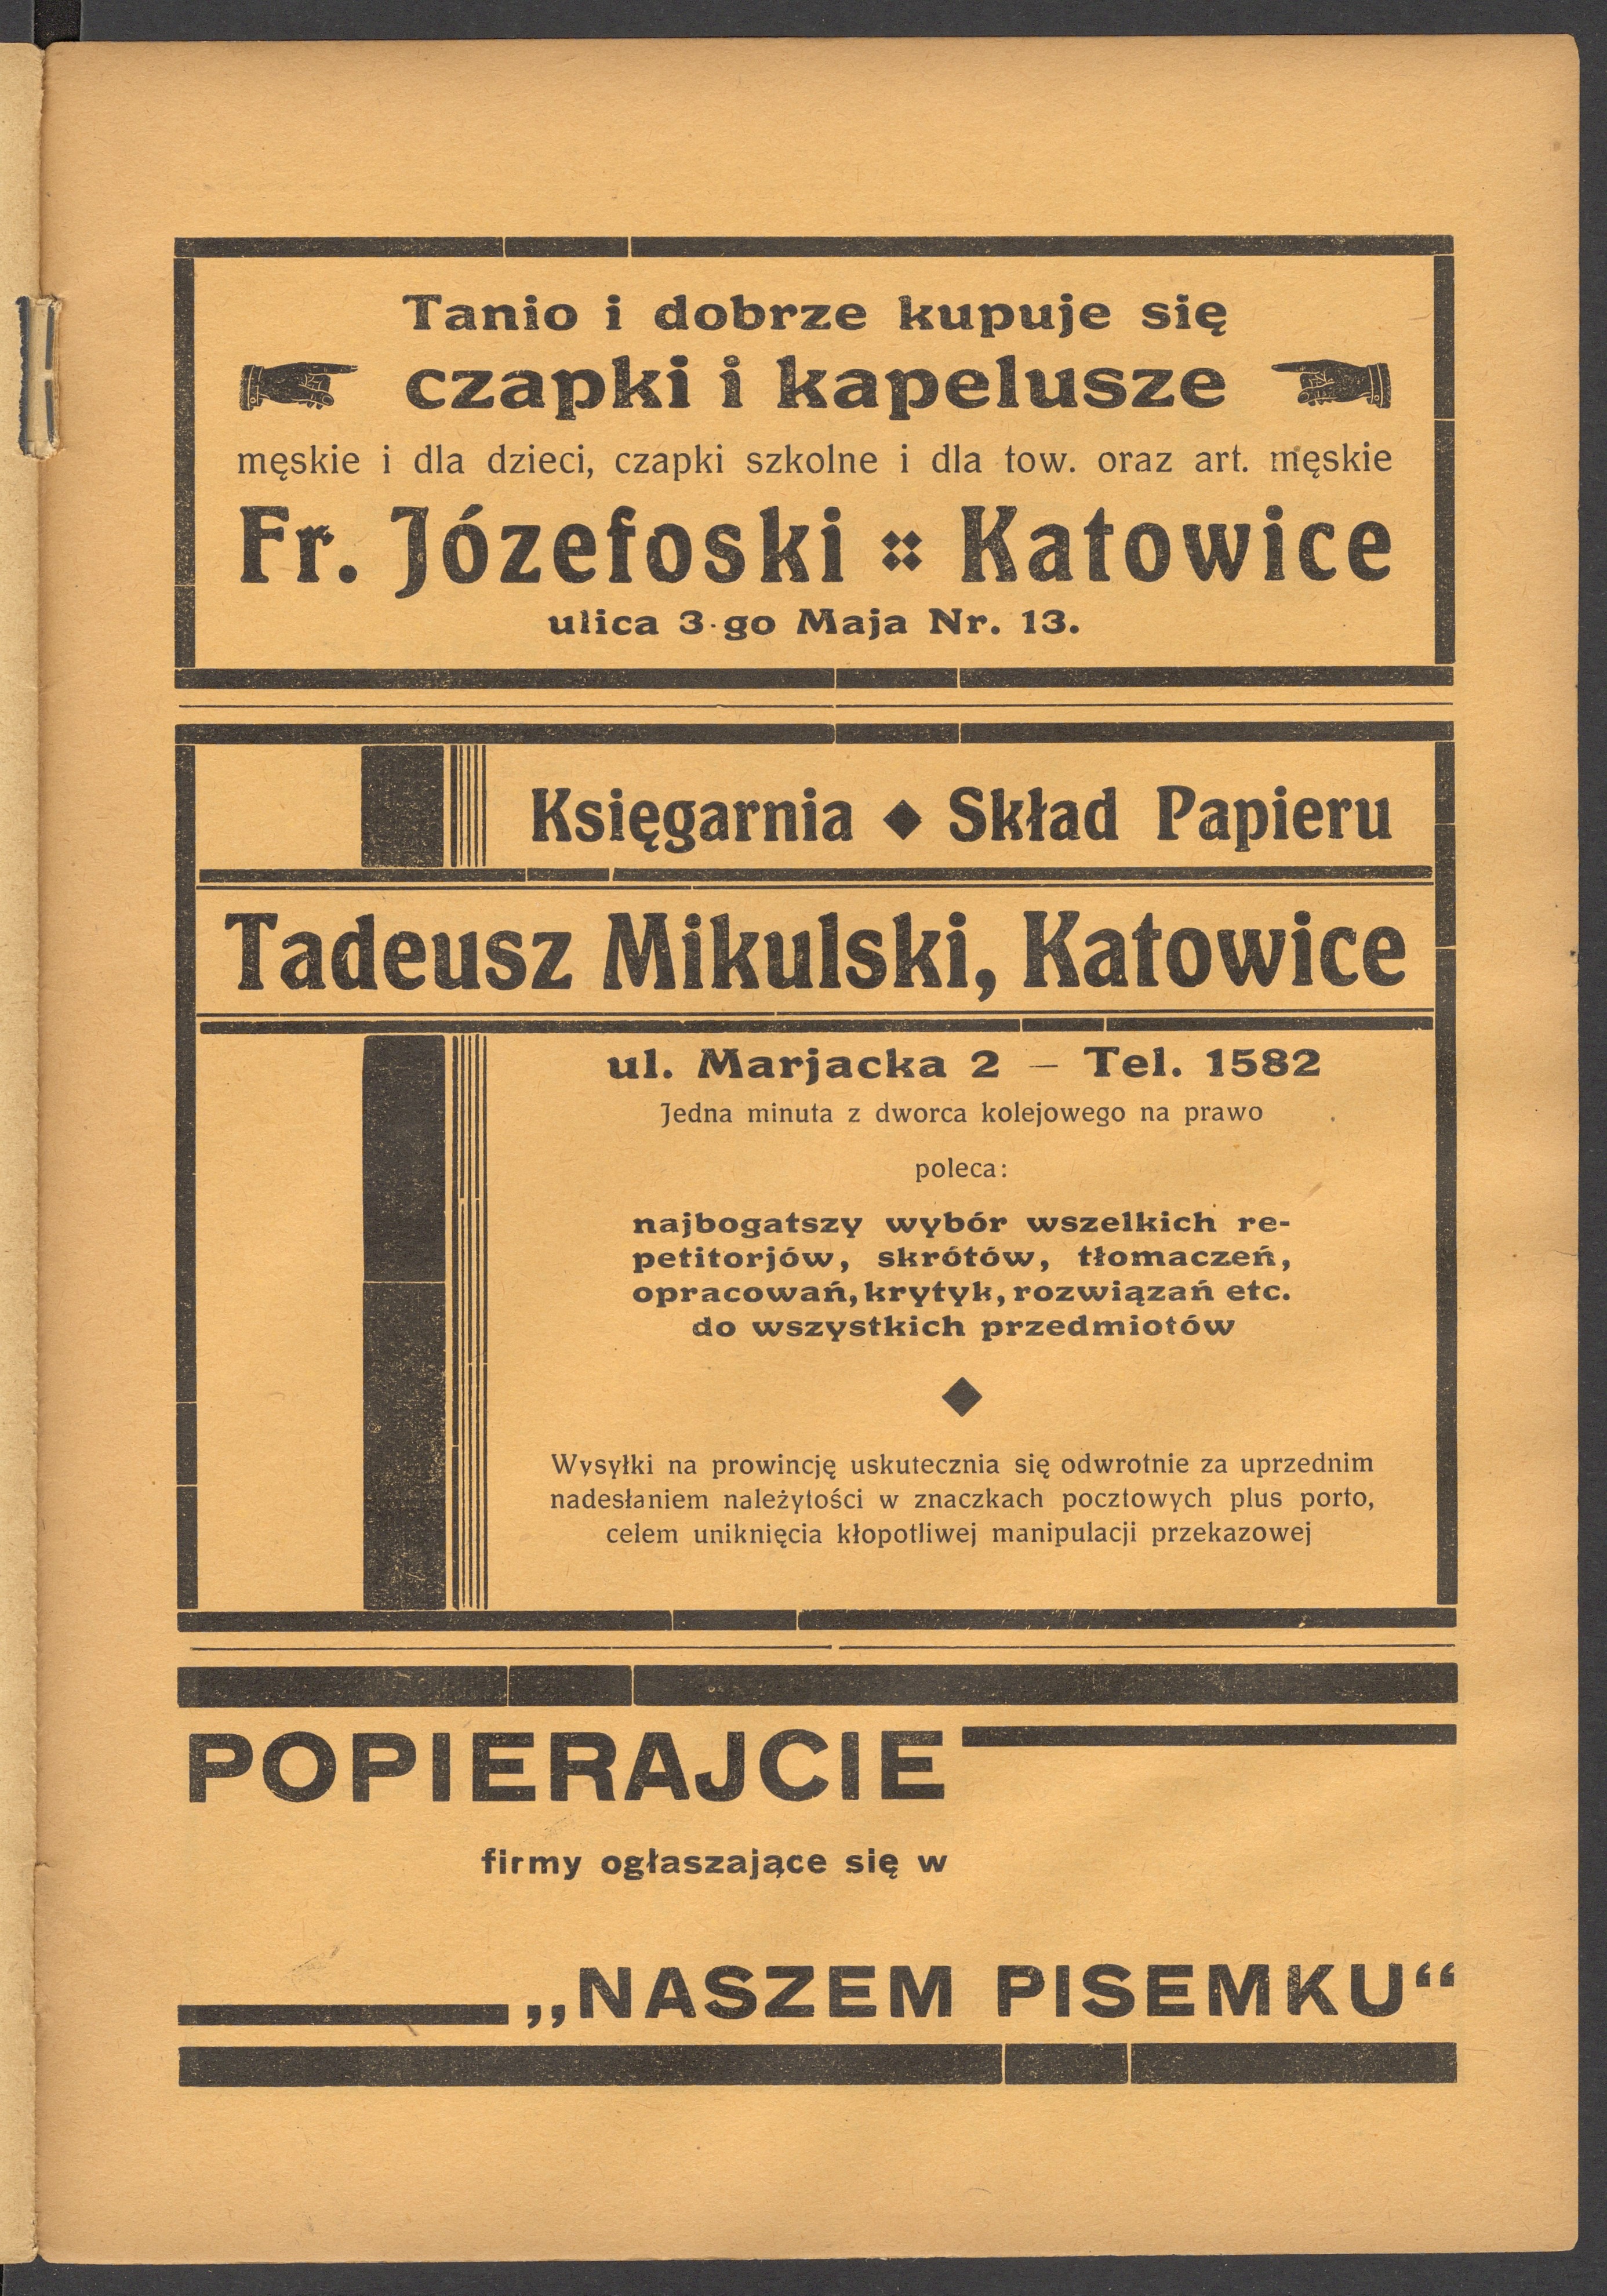 Tanio i dobrze kupuje się
czapki i kapelusze
męskie i dla dzieci, czapki szkolne i dla tow. oraz art. męskie
Fr. Józefoski Katowice
ulica 3-go Maja Nr. 13.
Księgarnia ◆ Skład Papieru
Tadeusz Mikulski, Katowice
ul. Marjacka 2 — Tel. 1582
Jedna minuta z dworca kolejowego na prawo
poleca:
najbogatszy wybór wszelkich re-
petitorjów, skrótów, tłomaczeń,
opracowań, krytyk, rozwiązań etc.
do wszystkich przedmiotów
Wysyłki na prowincję uskutecznia się odwrotnie za uprzednim
nadesłaniem należytości w znaczkach pocztowych plus porto,
celem uniknięcia kłopotliwej manipulacji przekazowej
POPIERAJCIE
firmy ogłaszające się w
„NASZEM PISEMKU“